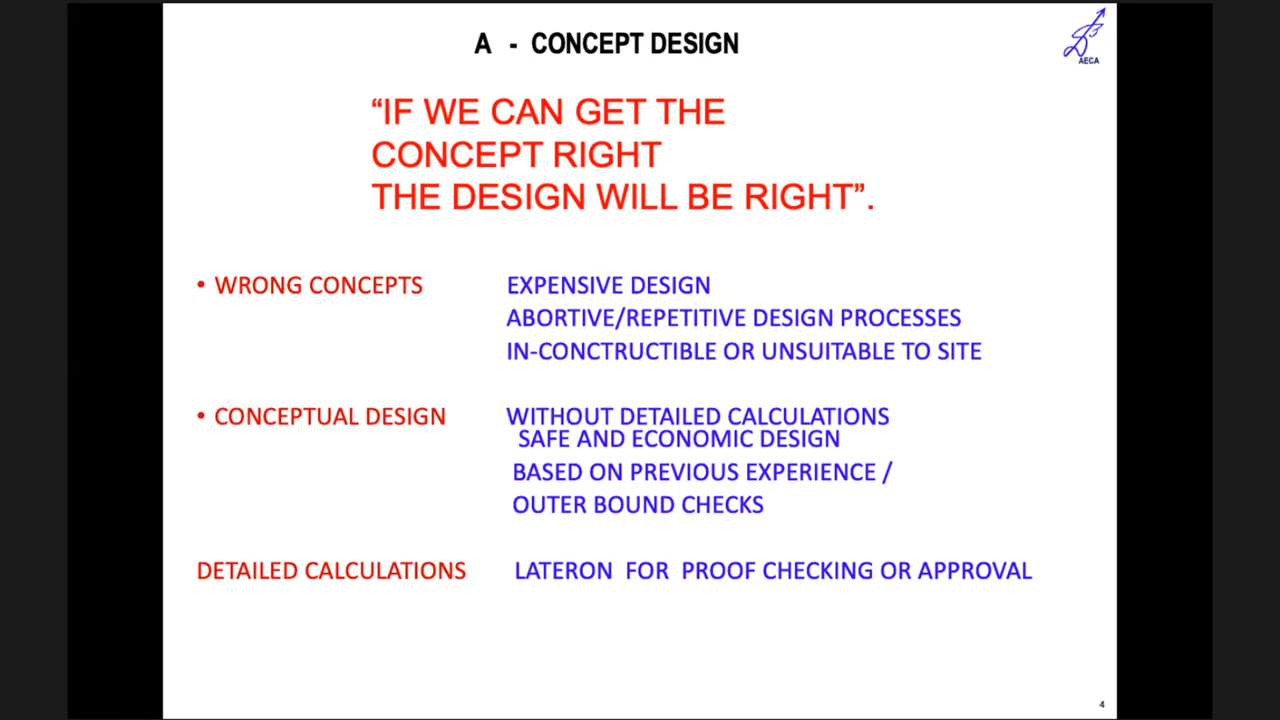 A - CONCEPT DESIGN
AECA
“IF WE CAN GET THE
CONCEPT RIGHT
THE DESIGN WILL BE RIGHT”.
• WRONG CONCEPTS EXPENSIVE DESIGN
ABORTIVE/REPETITIVE DESIGN PROCESSES
IN-CONCTRUCTIBLE OR UNSUITABLE TO SITE
• CONCEPTUAL DESIGN WITHOUT DETAILED CALCULATIONS
SAFE AND ECONOMIC DESIGN
BASED ON PREVIOUS EXPERIENCE /
OUTER BOUND CHECKS
DETAILED CALCULATIONS LATERON FOR PROOF CHECKING OR APPROVAL
4